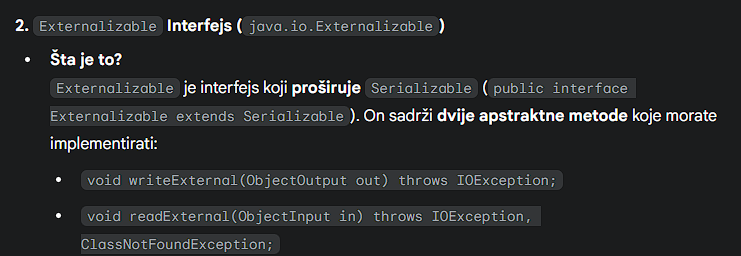 2. Externalizable Interfejs ( java.io.Externalizable )
• Šta je to?
Externalizable je interfejs koji proširuje Serializable ( public interface
Externalizable extends Serializable ). On sadrži dvije apstraktne metode koje morate
implementirati:
• void writeExternal(ObjectOutput out) throws IOException;
• void readExternal(ObjectInput in) throws IOException,
ClassNotFoundException;